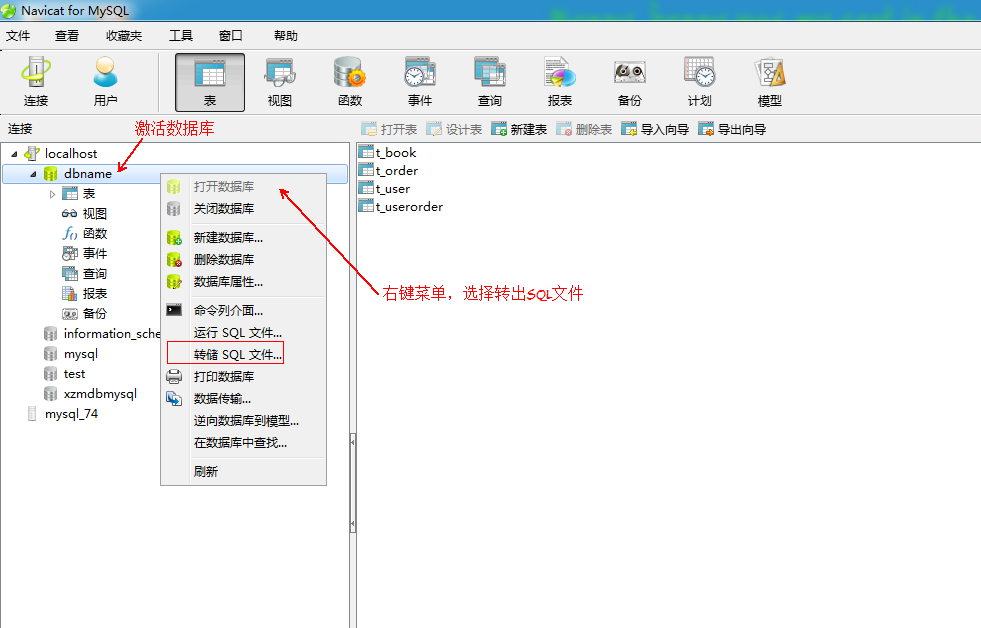 Navicat for MySQL
文件 查看 收藏夹 工具 窗口 帮助
连接 用户 表 视图 函数 事件 查询 报表 备份 计划 模型
连接 激活数据库 打开表 设计表 新建表 删除表 导入向导 导出向导
localhost
dbname
表
视图
函数
事件
查询
报表
备份
information_sche
mysql
test
xzmdbmysql
mysql_74
打开数据库
关闭数据库
新建数据库...
删除数据库
数据库属性...
命令列介面...
运行 SQL 文件...
转储 SQL 文件...
打印数据库
数据传输...
逆向数据库到模型...
在数据库中查找...
刷新
t_book
t_order
t_user
t_userorder
右键菜单，选择转出SQL文件